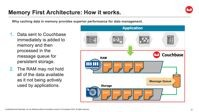 Memory First Architecture: How it works.
Why caching data in memory provides superior performance for data management.
1. Data sent to Couchbase
immediately is added to
memory and then
processed in the
message queue for
persistent storage.
2. The RAM may not hold
all of the data available
as it not being actively
used by applications.
Application
Couchbase
RAM
Message Queue
Storage